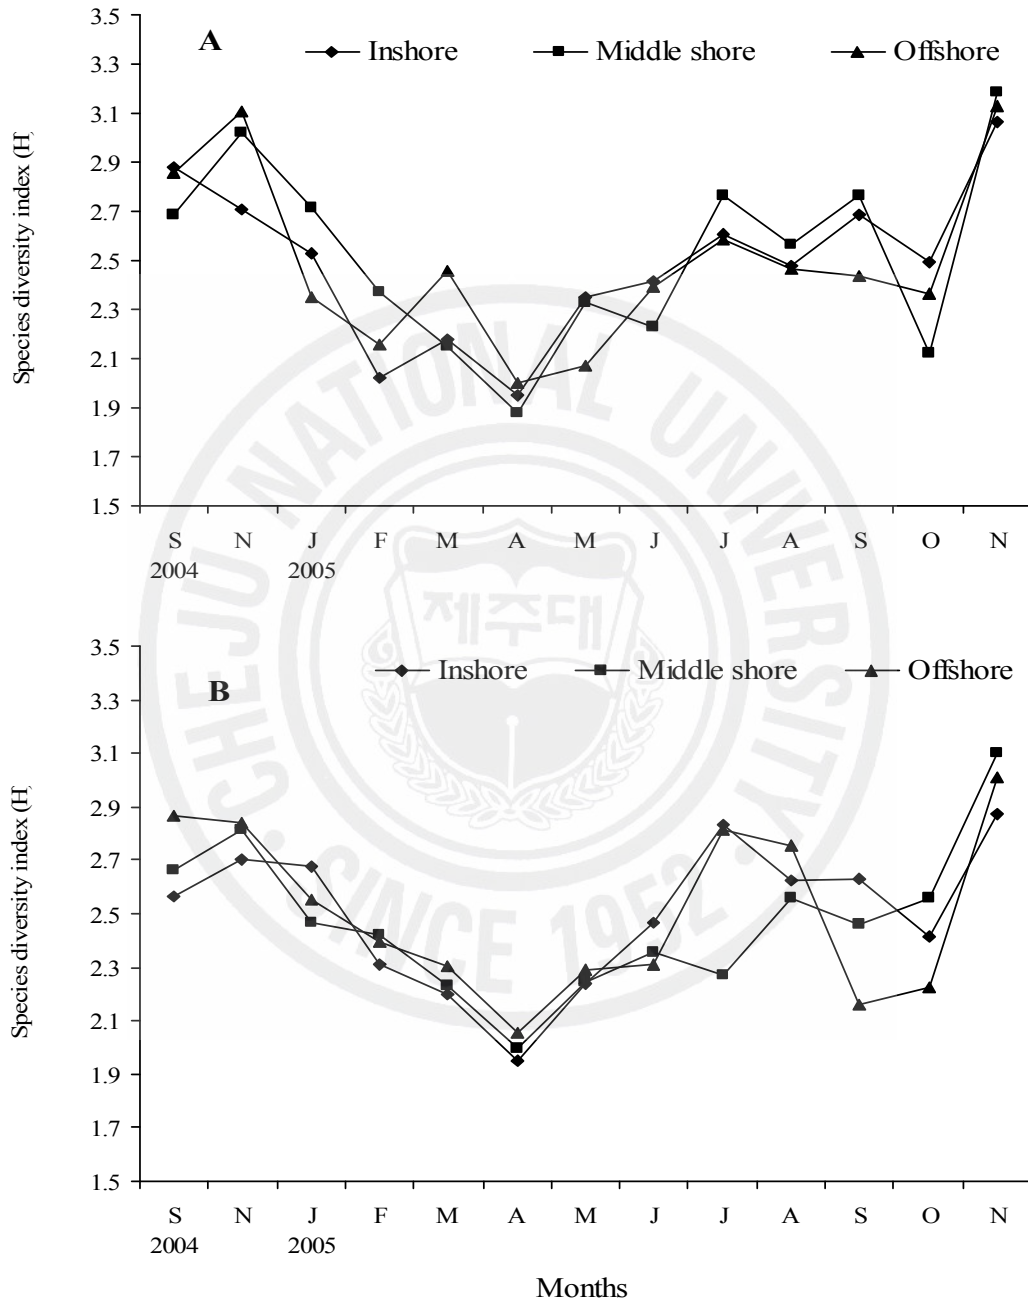 A
Inshore Middle shore Offshore
Species diversity index (H)
3.5
3.3
3.1
2.9
2.7
2.5
2.3
2.1
1.9
1.7
1.5
S N J F M A M J J A S O N
2004 2005
B
Inshore Middle shore Offshore
Species diversity index (H)
3.5
3.3
3.1
2.9
2.7
2.5
2.3
2.1
1.9
1.7
1.5
S N J F M A M J J A S O N
2004 2005
Months
CHEJU NATIONAL UNIVERSITY
제주대
SINCE 1952